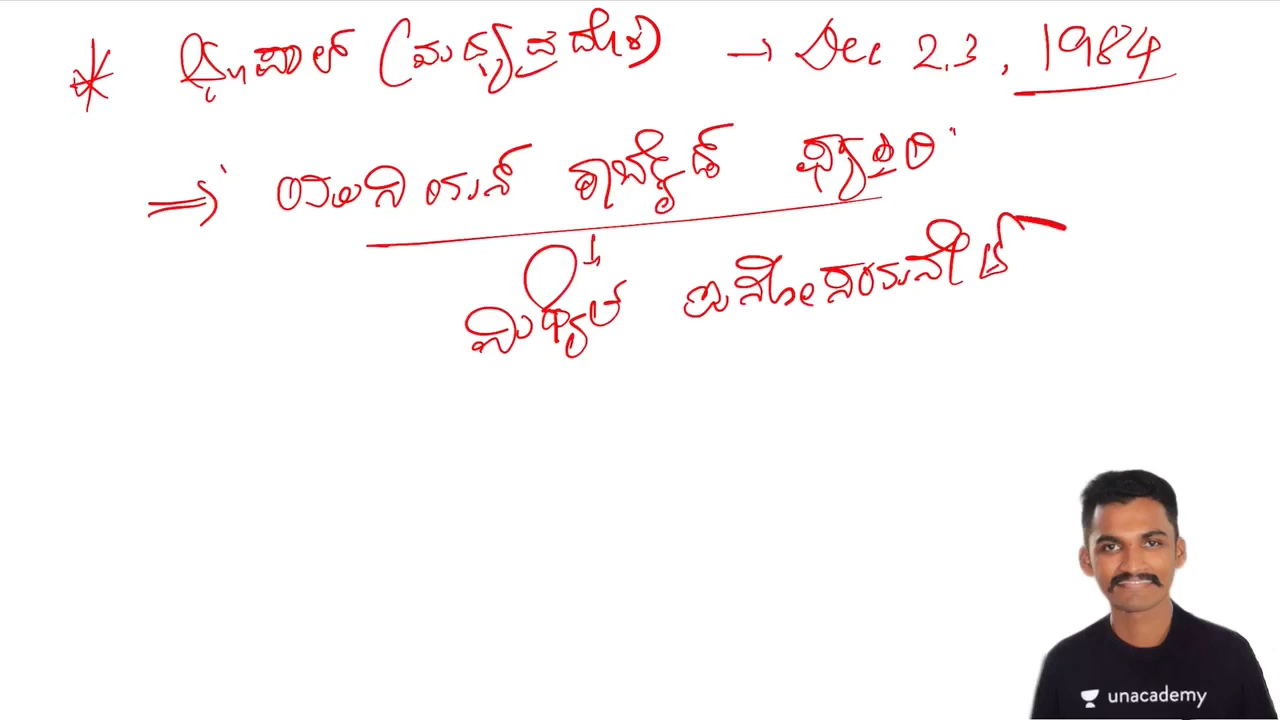 * ಭೂಪಾಲ್ (ಮಧ್ಯಪ್ರದೇಶ) → Dec 2,3, 1984
⇒ ಯೂನಿಯನ್ ಕಾರ್ಬೈಡ್ ಫ್ಯಾಕ್ಟರಿ
ಮಿಥೈಲ್ ಐಸೋಸಯನೇಟ್
unacademy